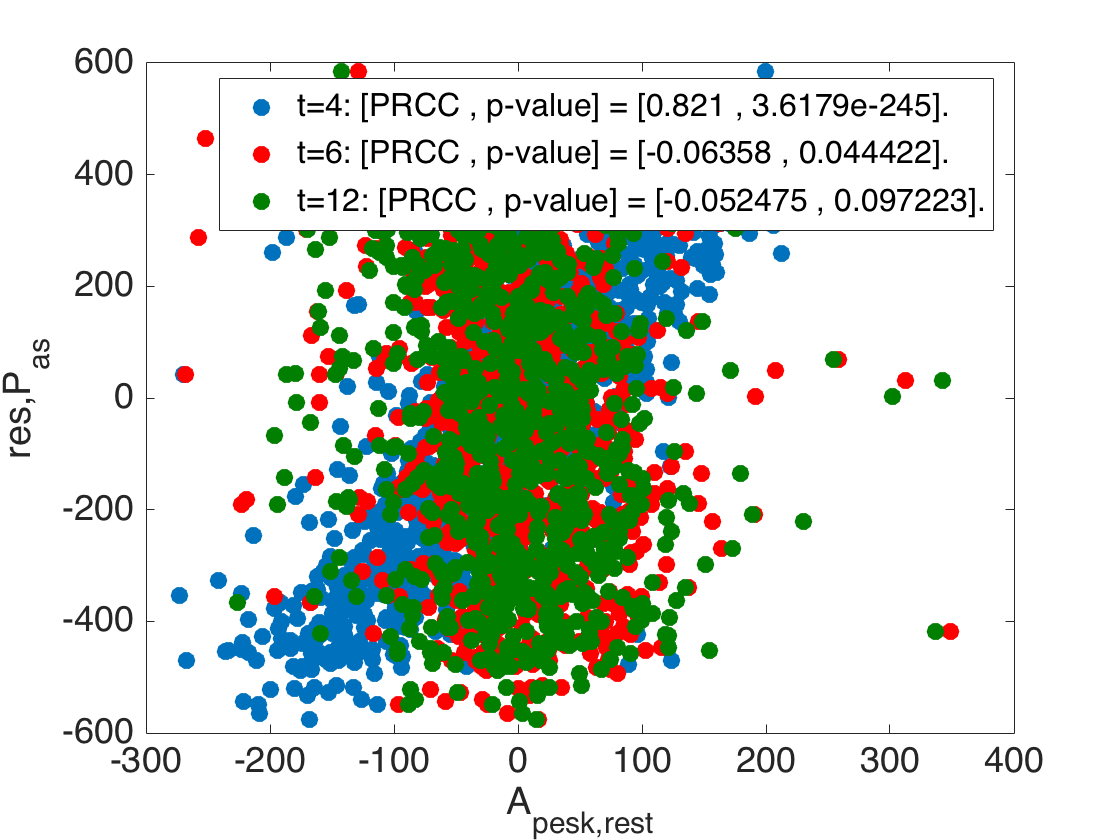 600
t=4: [PRCC , p-value] = [0.821 , 3.6179e-245].
t=6: [PRCC , p-value] = [-0.06358 , 0.044422].
t=12: [PRCC , p-value] = [-0.052475 , 0.097223].
400
200
0
-200
-400
-600
res,P_as
-300 -200 -100 0 100 200 300 400
A_pesk,rest